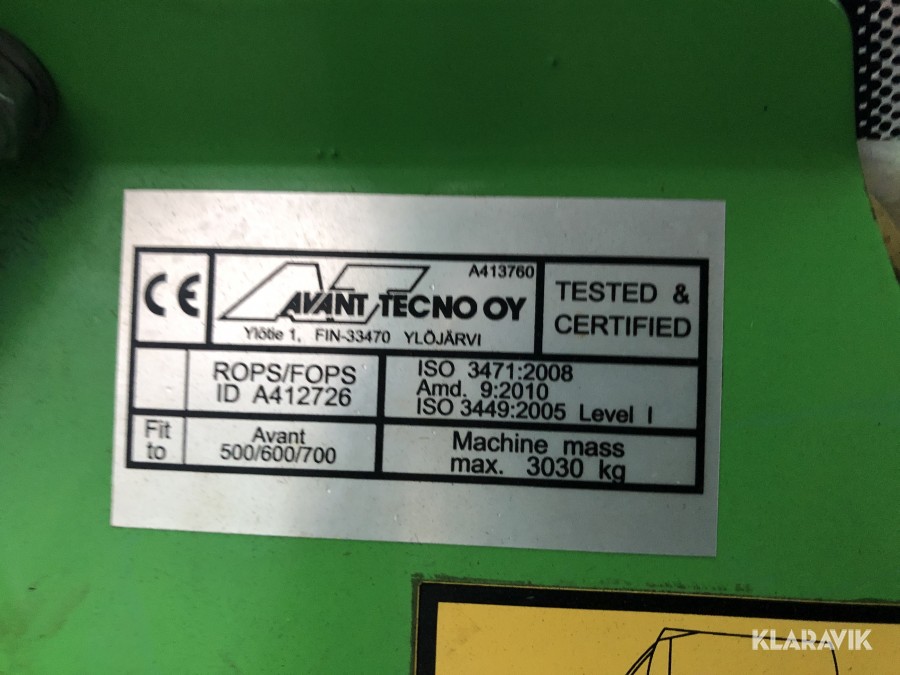 CE
A413760
AVANT TECNO OY
Ylötie 1, FIN-33470 YLÖJÄRVI
TESTED &
CERTIFIED
ROPS/FOPS
ID A412726
ISO 3471:2008
Amd. 9:2010
ISO 3449:2005 Level I
Fit
to
Avant
500/600/700
Machine mass
max. 3030 kg
KLARAVIK